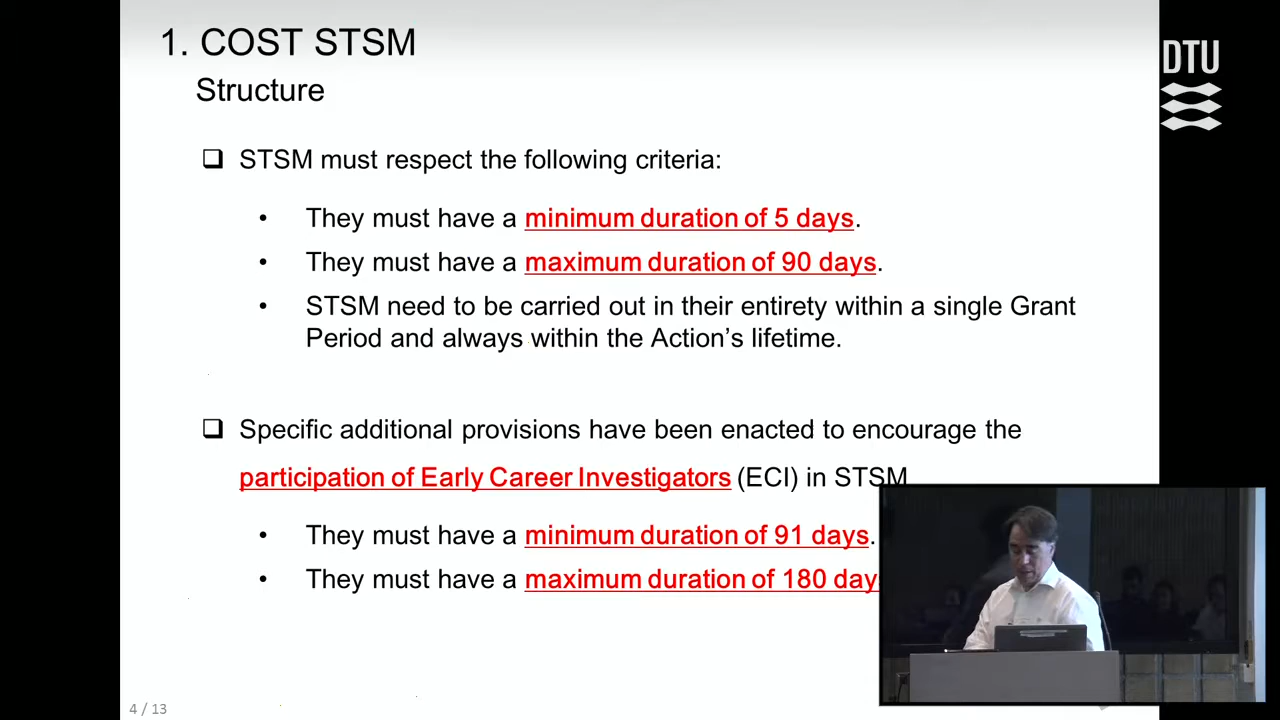 1. COST STSM
DTU
Structure
STSM must respect the following criteria:
• They must have a minimum duration of 5 days.
• They must have a maximum duration of 90 days.
• STSM need to be carried out in their entirety within a single Grant
Period and always within the Action's lifetime.
Specific additional provisions have been enacted to encourage the
participation of Early Career Investigators (ECI) in STSM
• They must have a minimum duration of 91 days.
• They must have a maximum duration of 180 day
4 / 13